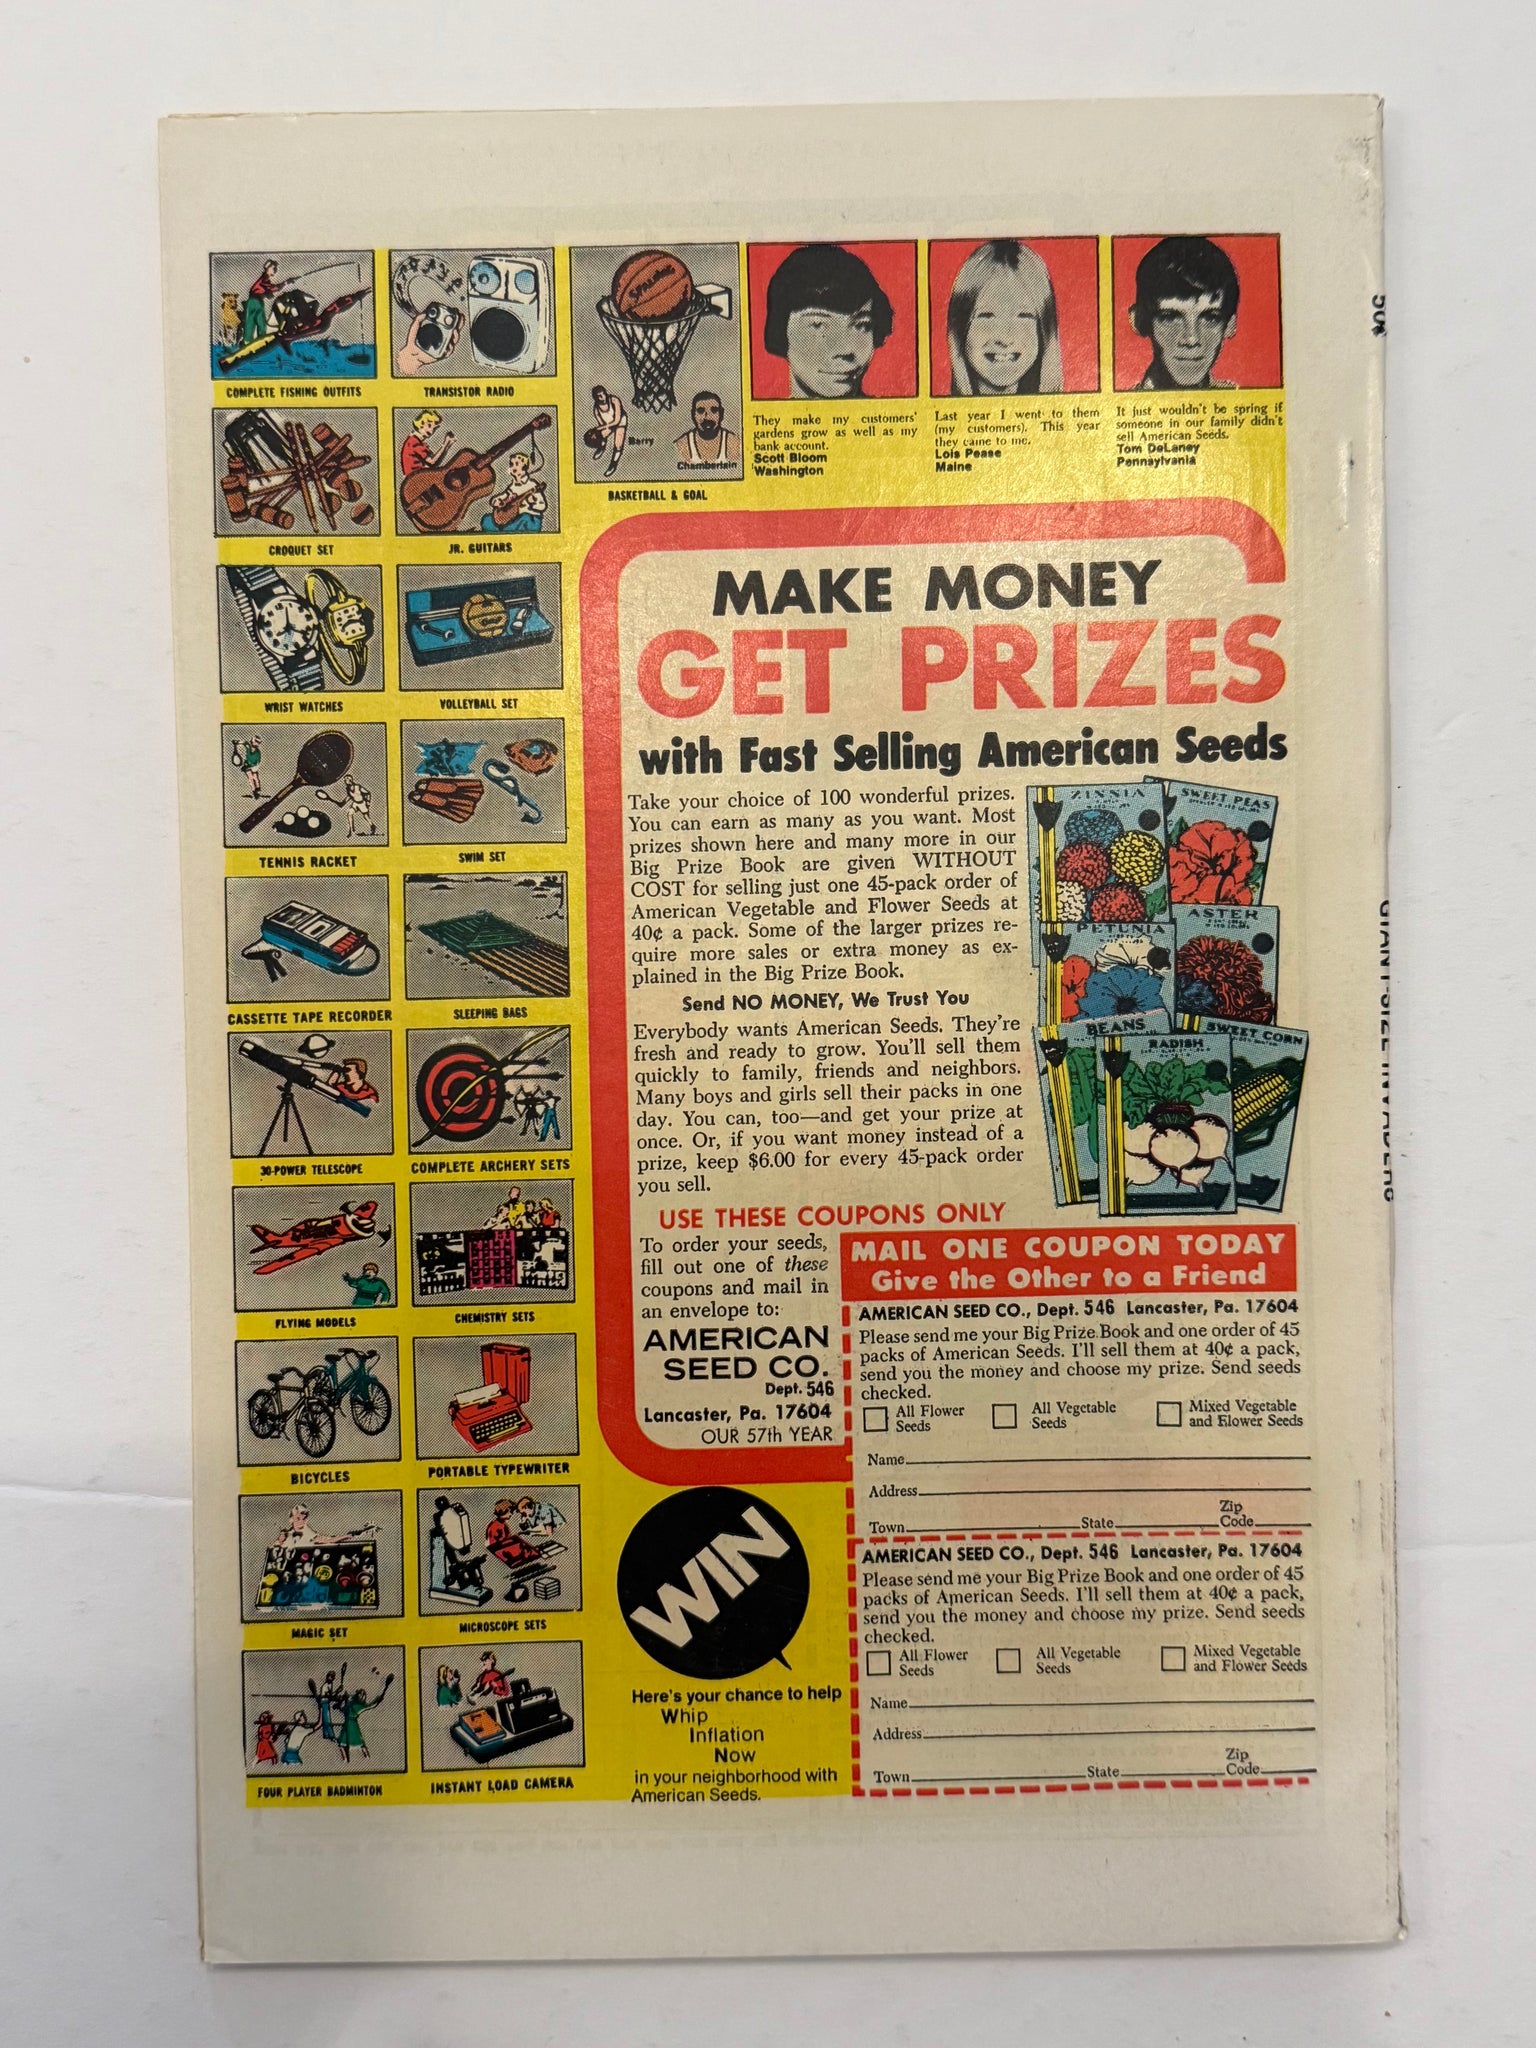 COMPLETE FISHING OUTFITS
TRANSISTOR RADIO
Spalding
Barry
Chamberlain
BASKETBALL & GOAL
CROQUET SET
JR. GUITARS
WRIST WATCHES
VOLLEYBALL SET
TENNIS RACKET
SWIM SET
CASSETTE TAPE RECORDER
SLEEPING BAGS
30-POWER TELESCOPE
COMPLETE ARCHERY SETS
FLYING MODELS
CHEMISTRY SETS
BICYCLES
PORTABLE TYPEWRITER
MAGIC SET
MICROSCOPE SETS
FOUR PLAYER BADMINTON
INSTANT LOAD CAMERA
They make my customers'
gardens grow as well as my
bank account.
Scott Bloom
Washington
Last year I went to them
(my customers). This year
they came to me.
Lois Pease
Maine
It just wouldn't be spring if
someone in our family didn't
sell American Seeds.
Tom DeLaney
Pennsylvania
MAKE MONEY
GET PRIZES
with Fast Selling American Seeds
Take your choice of 100 wonderful prizes.
You can earn as many as you want. Most
prizes shown here and many more in our
Big Prize Book are given WITHOUT
COST for selling just one 45-pack order of
American Vegetable and Flower Seeds at
40¢ a pack. Some of the larger prizes re-
quire more sales or extra money as ex-
plained in the Big Prize Book.
Send NO MONEY, We Trust You
Everybody wants American Seeds. They're
fresh and ready to grow. You'll sell them
quickly to family, friends and neighbors.
Many boys and girls sell their packs in one
day. You can, too—and get your prize at
once. Or, if you want money instead of a
prize, keep $6.00 for every 45-pack order
you sell.
ZINNIA
SWEET PEAS
PETUNIA
ASTER
BEANS
RADISH
SWEET CORN
USE THESE COUPONS ONLY
To order your seeds,
fill out one of these
coupons and mail in
an envelope to:
AMERICAN
SEED CO.
Dept. 546
Lancaster, Pa. 17604
OUR 57th YEAR
MAIL ONE COUPON TODAY
Give the Other to a Friend
AMERICAN SEED CO., Dept. 546 Lancaster, Pa. 17604
Please send me your Big Prize Book and one order of 45
packs of American Seeds. I'll sell them at 40¢ a pack,
send you the money and choose my prize. Send seeds
checked.
All Flower Seeds
All Vegetable Seeds
Mixed Vegetable and Flower Seeds
Name
Address
Town State Zip Code
AMERICAN SEED CO., Dept. 546 Lancaster, Pa. 17604
Please send me your Big Prize Book and one order of 45
packs of American Seeds. I'll sell them at 40¢ a pack,
send you the money and choose my prize. Send seeds
checked.
All Flower Seeds
All Vegetable Seeds
Mixed Vegetable and Flower Seeds
Name
Address
Town State Zip Code
WIN
Here's your chance to help
Whip
Inflation
Now
in your neighborhood with
American Seeds.
50¢
GIANT-SIZE INVADERS